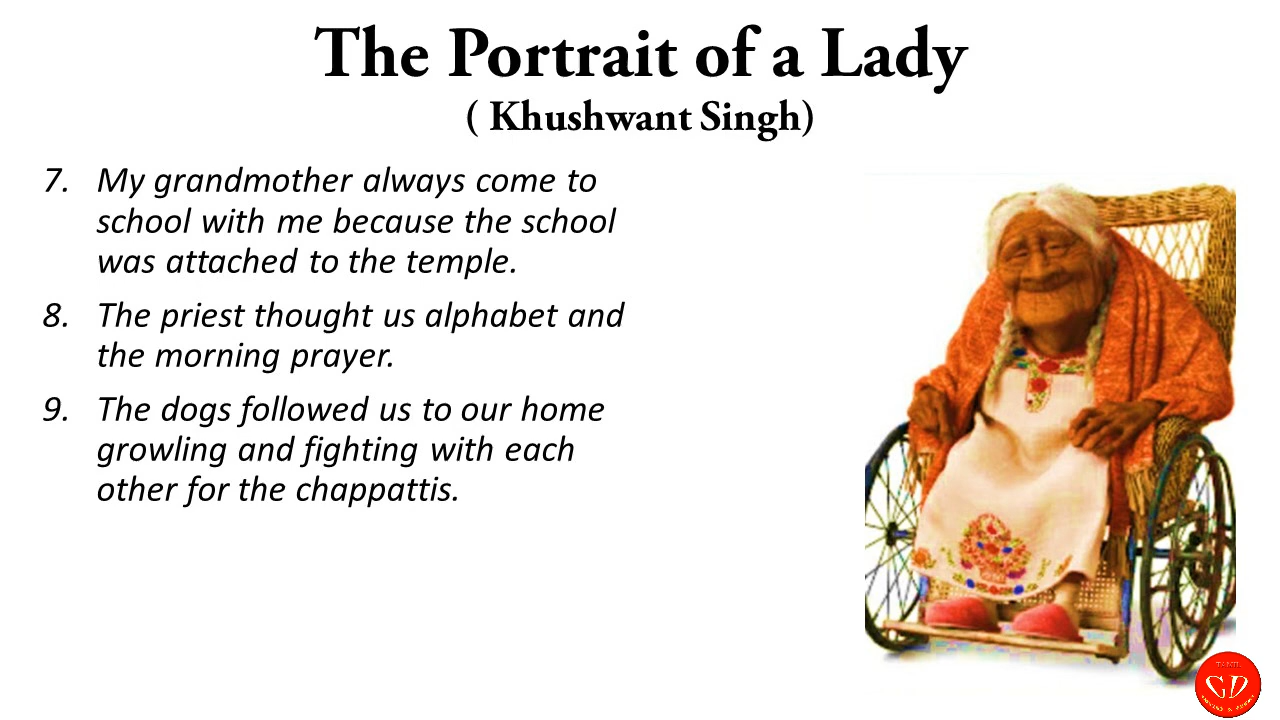 The Portrait of a Lady
( Khushwant Singh)
7. My grandmother always come to
school with me because the school
was attached to the temple.
8. The priest thought us alphabet and
the morning prayer.
9. The dogs followed us to our home
growling and fighting with each
other for the chappattis.
TAMIL
GD